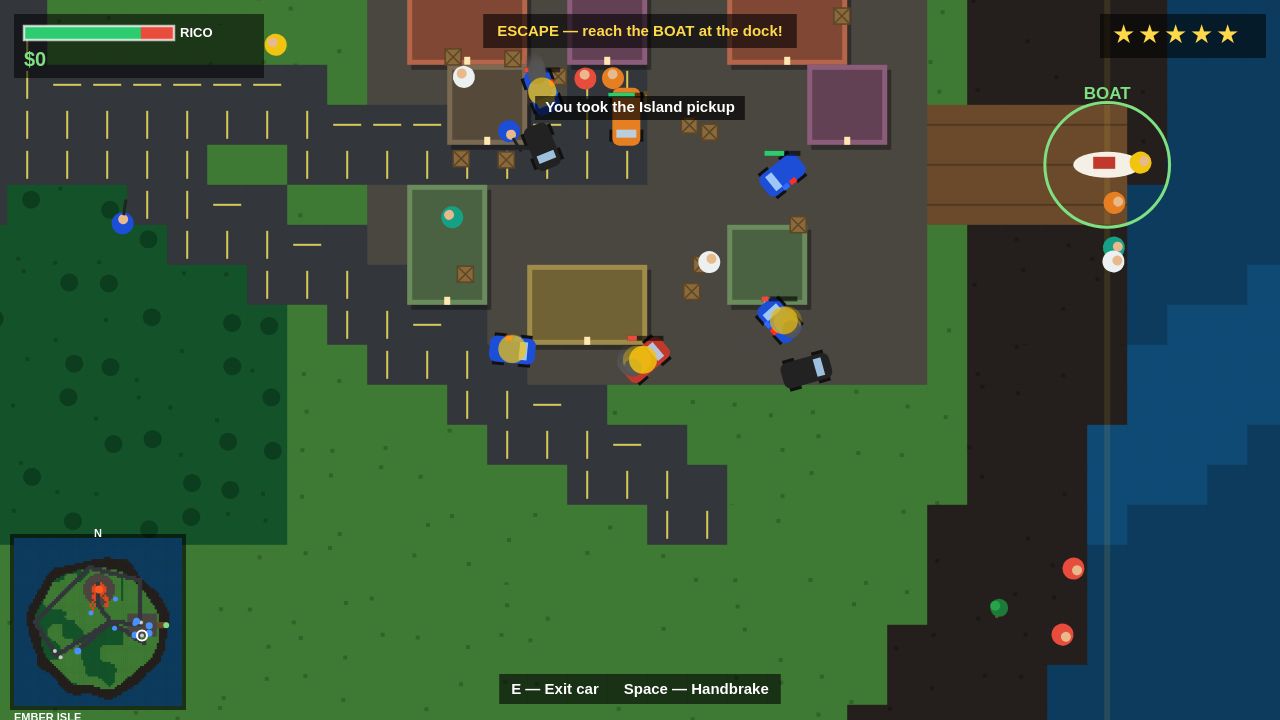 ESCAPE — reach the BOAT at the dock!
RICO
★★★★★
$0
BOAT
You took the Island pickup
N
E — Exit car Space — Handbrake
EMBER ISLE